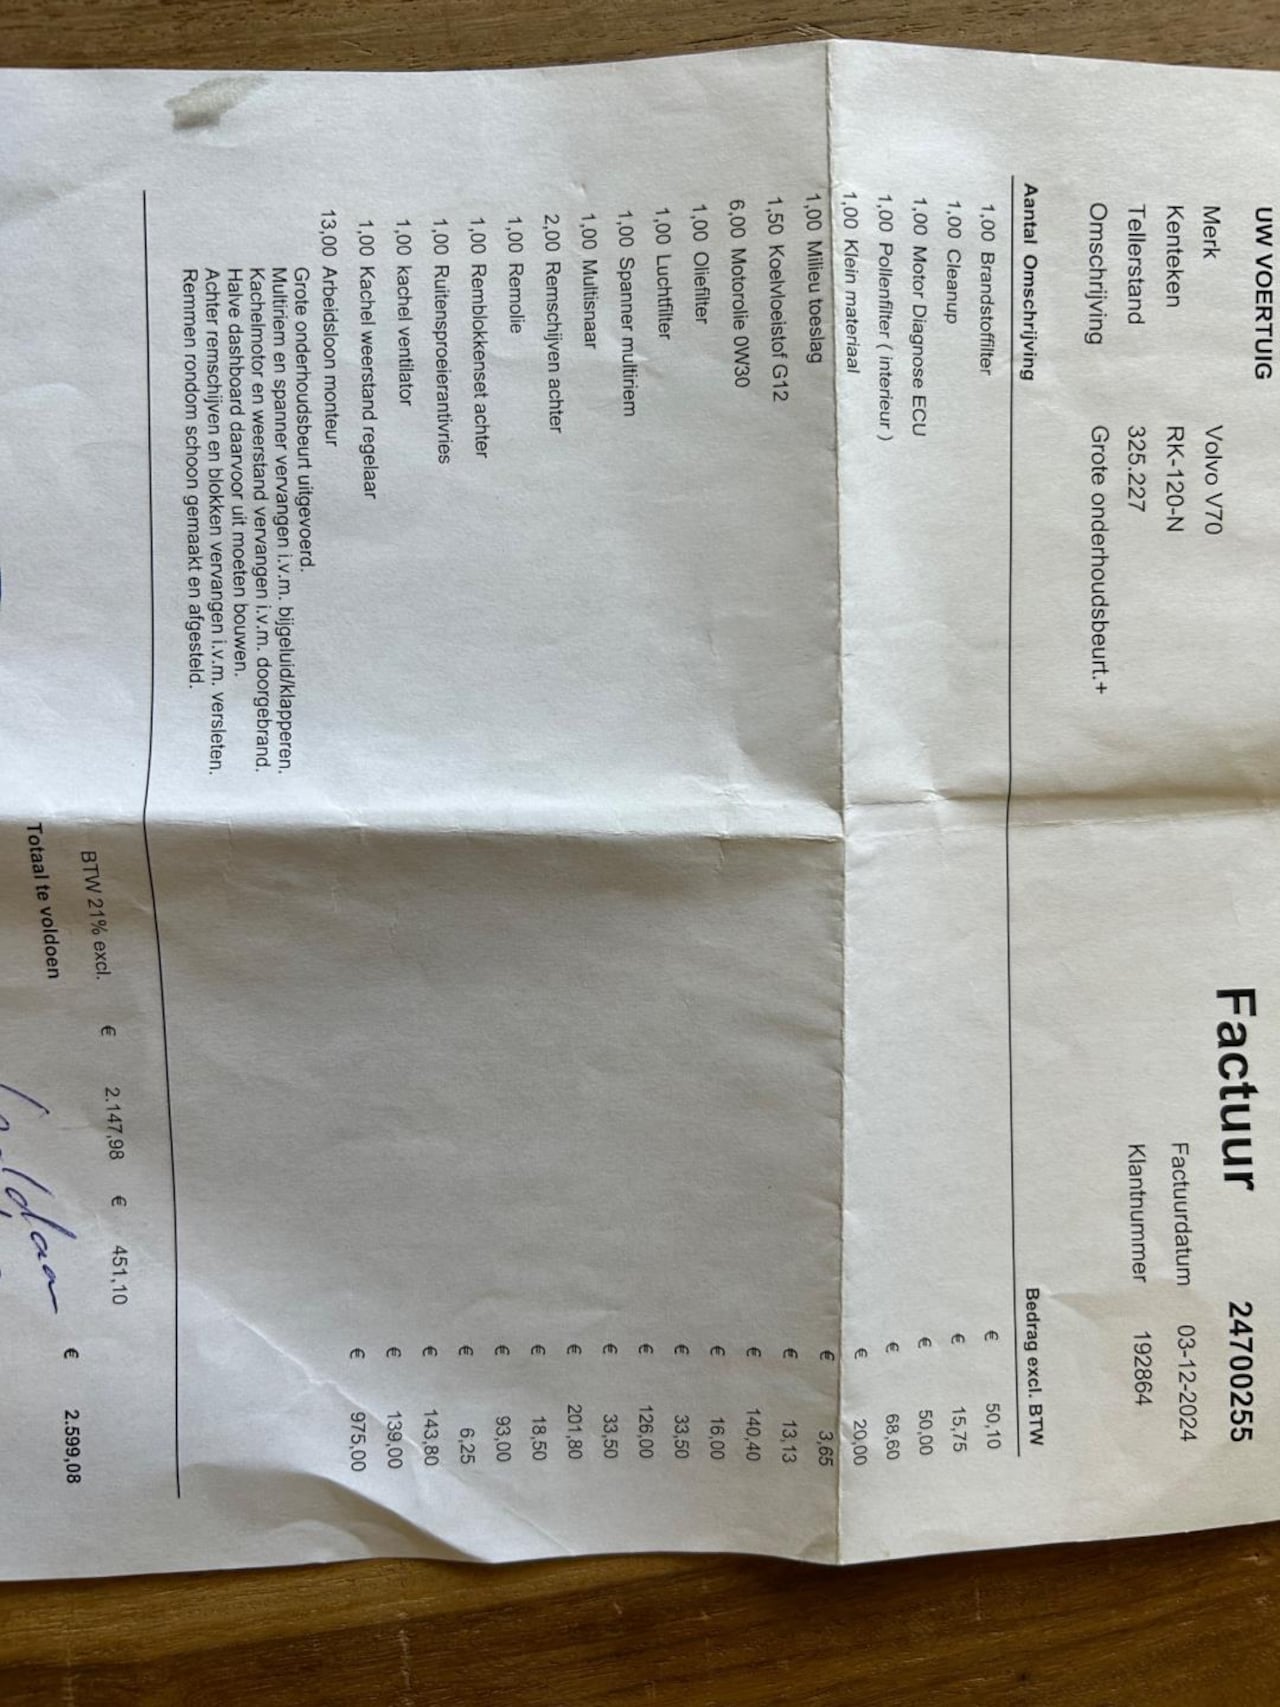 UW VOERTUIG
Factuur 24700255
Merk Volvo V70
Kenteken RK-120-N Factuurdatum 03-12-2024
Tellerstand 325.227 Klantnummer 192864
Omschrijving Grote onderhoudsbeurt.+
Aantal Omschrijving Bedrag excl. BTW
1,00 Brandstoffilter € 50,10
1,00 Cleanup € 15,75
1,00 Motor Diagnose ECU € 50,00
1,00 Pollenfilter ( interieur ) € 68,60
1,00 Klein materiaal € 20,00
1,00 Milieu toeslag € 3,65
1,50 Koelvloeistof G12 € 13,13
6,00 Motorolie 0W30 € 140,40
1,00 Oliefilter € 16,00
1,00 Luchtfilter € 33,50
1,00 Spanner multiriem € 126,00
1,00 Multisnaar € 33,50
2,00 Remschijven achter € 201,80
1,00 Remolie € 18,50
1,00 Remblokkenset achter € 93,00
1,00 Ruitensproeierantivries € 6,25
1,00 kachel ventilator € 143,80
1,00 Kachel weerstand regelaar € 139,00
13,00 Arbeidsloon monteur € 975,00
Grote onderhoudsbeurt uitgevoerd.
Multiriem en spanner vervangen i.v.m. bijgeluid/klapperen.
Kachelmotor en weerstand vervangen i.v.m. doorgebrand.
Halve dashboard daarvoor uit moeten bouwen.
Achter remschijven en blokken vervangen i.v.m. versleten.
Remmen rondom schoon gemaakt en afgesteld.
BTW 21% excl. € 2.147,98 € 451,10
Totaal te voldoen € 2.599,08